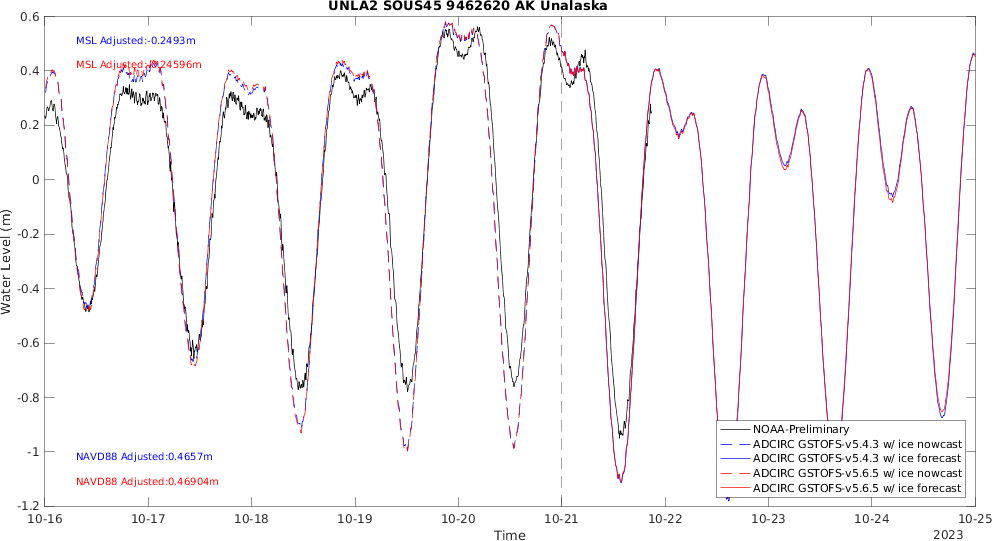 UNLA2 SOUS45 9462620 AK Unalaska
Water Level (m)
0.6
0.4
0.2
0
-0.2
-0.4
-0.6
-0.8
-1
-1.2
MSL Adjusted:-0.2493m
MSL Adjusted:-0.24596m
NAVD88 Adjusted:0.4657m
NAVD88 Adjusted:0.46904m
NOAA-Preliminary
ADCIRC GSTOFS-v5.4.3 w/ ice nowcast
ADCIRC GSTOFS-v5.4.3 w/ ice forecast
ADCIRC GSTOFS-v5.6.5 w/ ice nowcast
ADCIRC GSTOFS-v5.6.5 w/ ice forecast
10-16 10-17 10-18 10-19 10-20 10-21 10-22 10-23 10-24 10-25
Time
2023